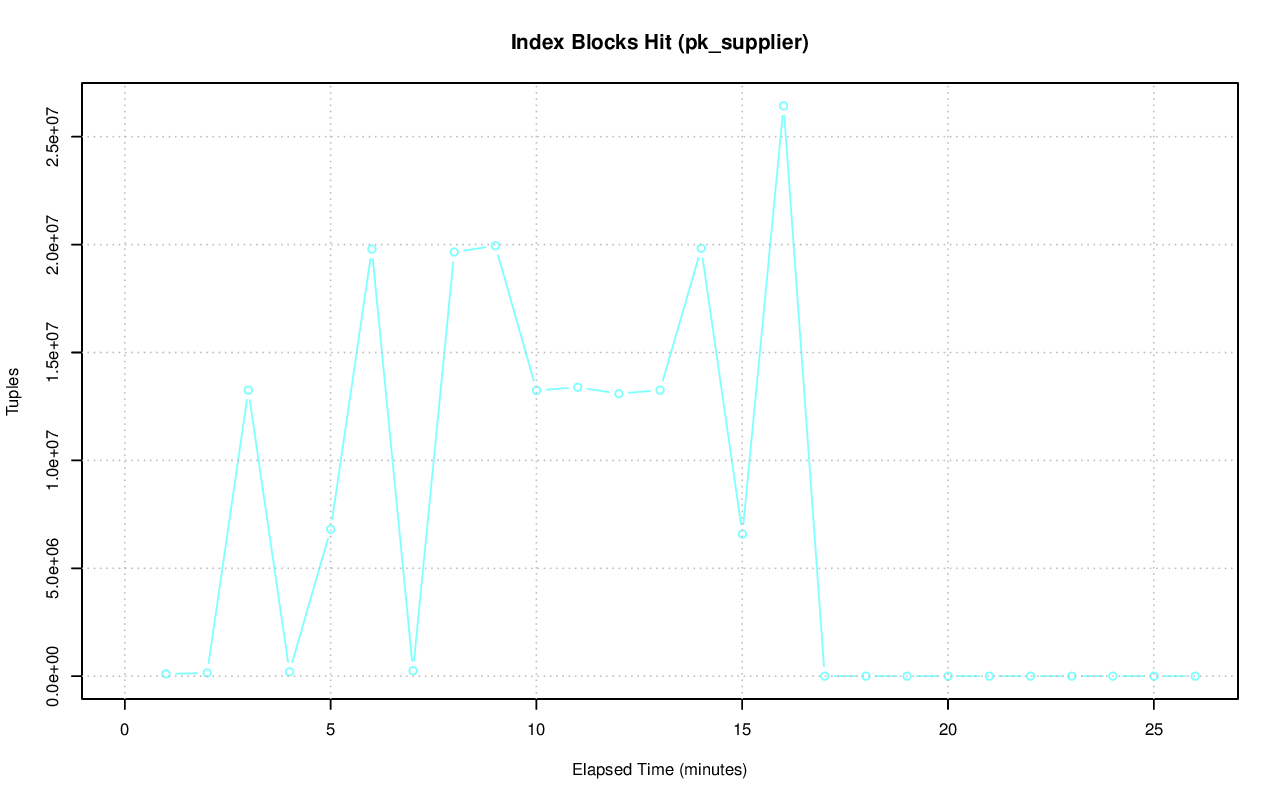 Index Blocks Hit (pk_supplier)
Tuples
2.5e+07
2.0e+07
1.5e+07
1.0e+07
5.0e+06
0.0e+00
0 5 10 15 20 25
Elapsed Time (minutes)